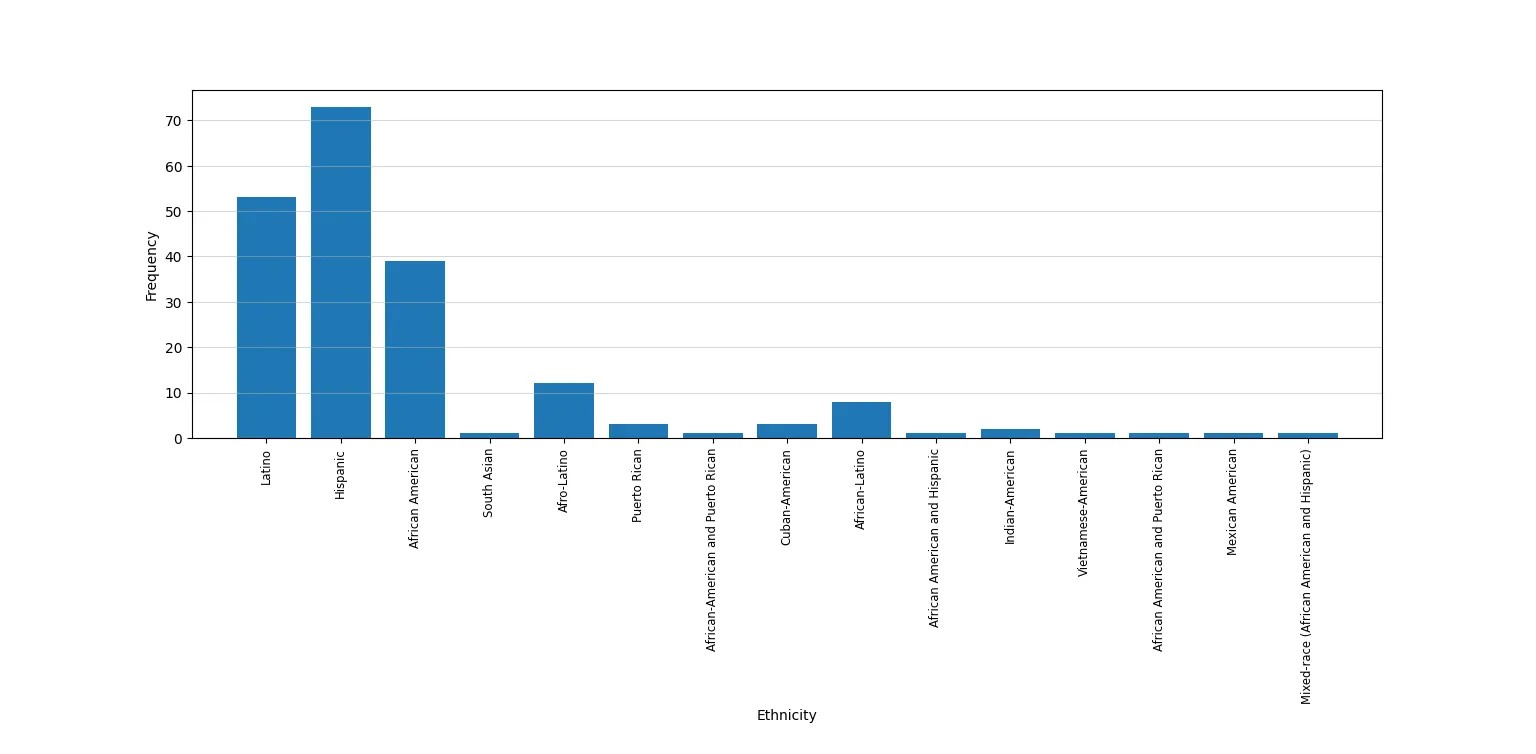 70
60
50
40
30
20
10
0
Frequency
Latino
Hispanic
African American
South Asian
Afro-Latino
Puerto Rican
African-American and Puerto Rican
Cuban-American
African-Latino
African American and Hispanic
Indian-American
Vietnamese-American
African American and Puerto Rican
Mexican American
Mixed-race (African American and Hispanic)
Ethnicity